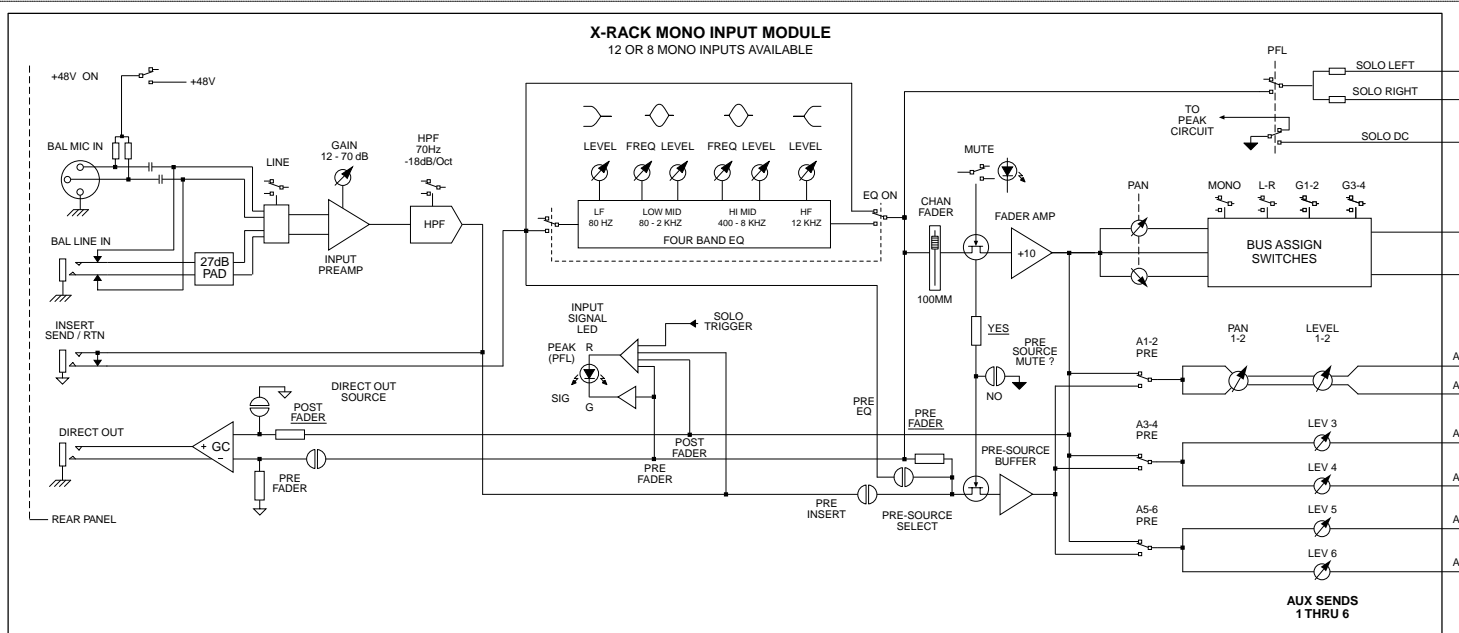 X-RACK MONO INPUT MODULE
12 OR 8 MONO INPUTS AVAILABLE
+48V ON
+48V
BAL MIC IN
LINE
GAIN
12 - 70 dB
HPF
70Hz
-18dB/Oct
HPF
INPUT
PREAMP
BAL LINE IN
27dB
PAD
INSERT
SEND / RTN
DIRECT OUT
REAR PANEL
LEVEL
FREQ LEVEL
FREQ LEVEL
LEVEL
LF
80 HZ
LOW MID
80 - 2 KHZ
HI MID
400 - 8 KHZ
HF
12 KHZ
FOUR BAND EQ
EQ ON
INPUT
SIGNAL
LED
PEAK
(PFL)
R
SIG
G
SOLO
TRIGGER
DIRECT OUT
SOURCE
POST
FADER
+ GC
–
PRE
FADER
POST
FADER
PRE
FADER
PRE
EQ
PRE
INSERT
PRE
FADER
PRE-SOURCE
SELECT
PRE-SOURCE
BUFFER
CHAN
FADER
100MM
MUTE
FADER AMP
+10
YES
PRE
SOURCE
MUTE ?
NO
PFL
SOLO LEFT
SOLO RIGHT
TO
PEAK
CIRCUIT
SOLO DC
PAN
MONO
L-R
G1-2
G3-4
BUS ASSIGN
SWITCHES
A1-2
PRE
PAN
1-2
LEVEL
1-2
A
A
A3-4
PRE
LEV 3
A
LEV 4
A
A5-6
PRE
LEV 5
A
LEV 6
A
AUX SENDS
1 THRU 6